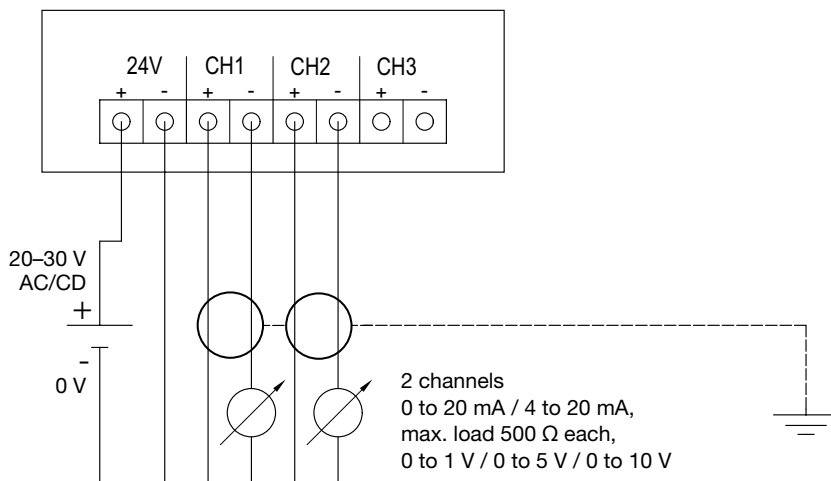 24V CH1 CH2 CH3
+ - + - + - + -
20–30 V
AC/CD
+
-
0 V
2 channels
0 to 20 mA / 4 to 20 mA,
max. load 500 Ω each,
0 to 1 V / 0 to 5 V / 0 to 10 V